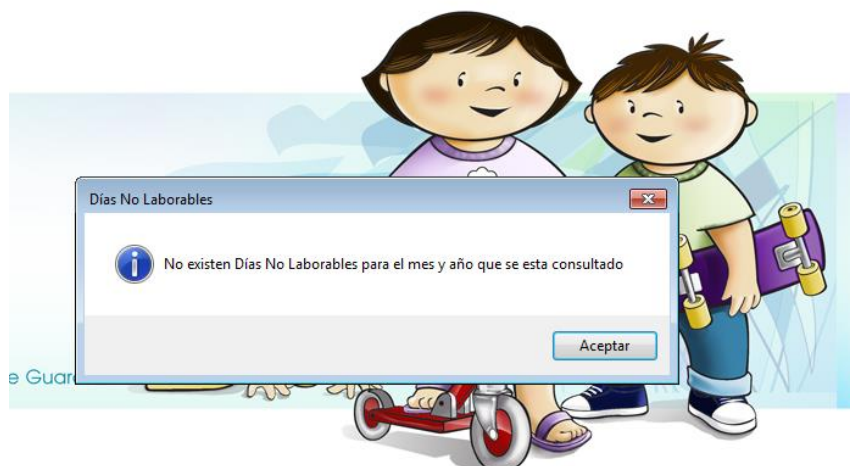 Días No Laborables
No existen Días No Laborables para el mes y año que se esta consultado
Aceptar
e Guar